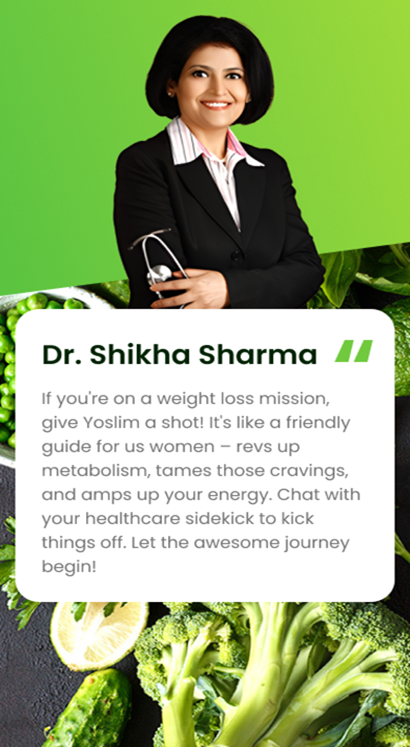 Dr. Shikha Sharma
If you're on a weight loss mission,
give Yoslim a shot! It's like a friendly
guide for us women – revs up
metabolism, tames those cravings,
and amps up your energy. Chat with
your healthcare sidekick to kick
things off. Let the awesome journey
begin!